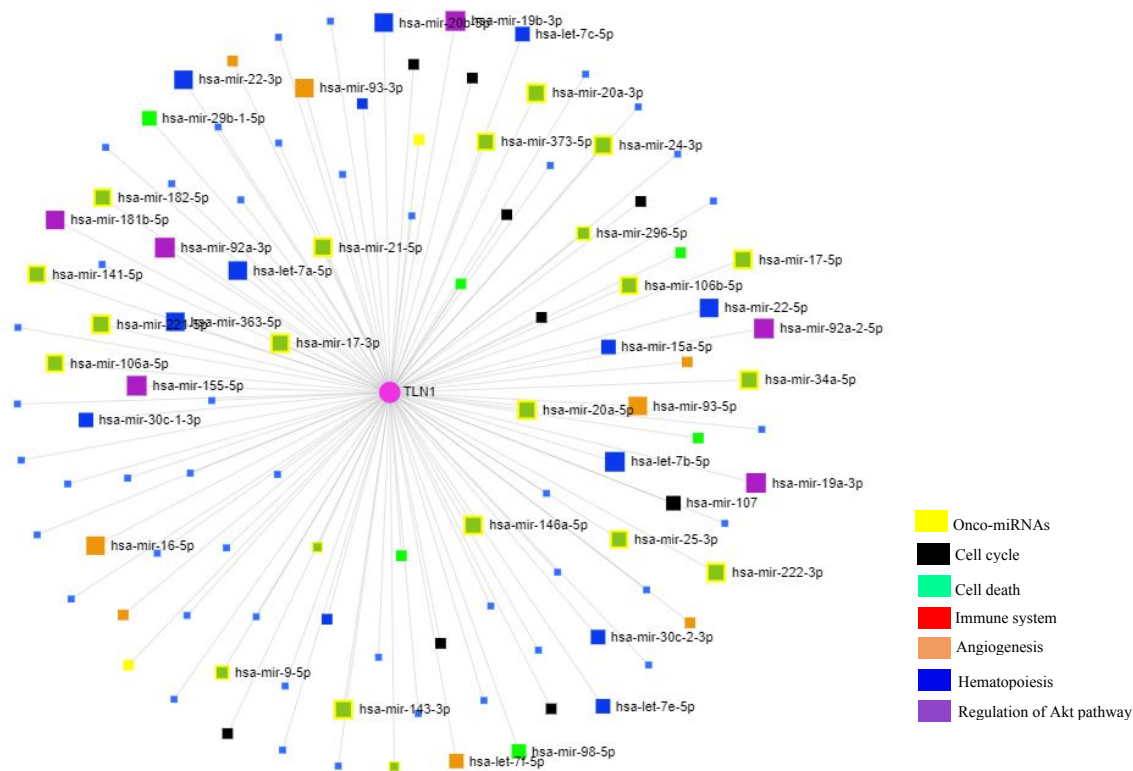 hsa-mir-20b-5p
hsa-mir-19b-3p
hsa-let-7c-5p
hsa-mir-22-3p
hsa-mir-93-3p
hsa-mir-20a-3p
hsa-mir-29b-1-5p
hsa-mir-373-5p
hsa-mir-24-3p
hsa-mir-182-5p
hsa-mir-181b-5p
hsa-mir-296-5p
hsa-mir-92a-3p
hsa-mir-21-5p
hsa-mir-17-5p
hsa-mir-141-5p
hsa-let-7a-5p
hsa-mir-106b-5p
hsa-mir-22-5p
hsa-mir-221-5p
hsa-mir-363-5p
hsa-mir-92a-2-5p
hsa-mir-17-3p
hsa-mir-15a-5p
hsa-mir-106a-5p
hsa-mir-34a-5p
hsa-mir-155-5p
TLN1
hsa-mir-93-5p
hsa-mir-20a-5p
hsa-mir-30c-1-3p
hsa-let-7b-5p
hsa-mir-19a-3p
hsa-mir-107
hsa-mir-146a-5p
hsa-mir-25-3p
hsa-mir-16-5p
hsa-mir-222-3p
hsa-mir-30c-2-3p
hsa-mir-9-5p
hsa-mir-143-3p
hsa-let-7e-5p
hsa-mir-98-5p
hsa-let-7f-5p
Onco-miRNAs
Cell cycle
Cell death
Immune system
Angiogenesis
Hematopoiesis
Regulation of Akt pathway